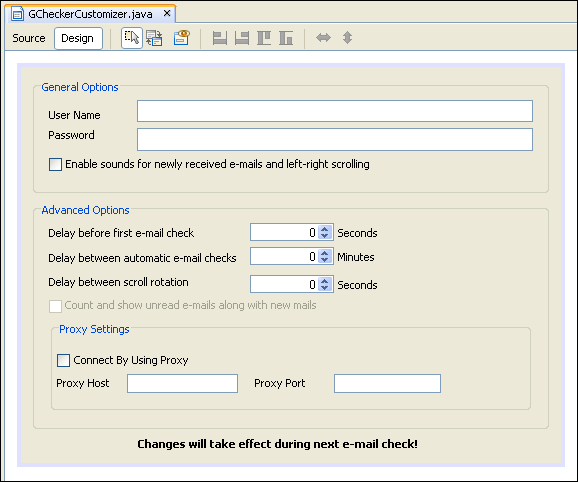 GCheckerCustomizer.java x
Source Design
General Options
User Name
Password
Enable sounds for newly received e-mails and left-right scrolling
Advanced Options
Delay before first e-mail check 0 Seconds
Delay between automatic e-mail checks 0 Minutes
Delay between scroll rotation 0 Seconds
Count and show unread e-mails along with new mails
Proxy Settings
Connect By Using Proxy
Proxy Host Proxy Port
Changes will take effect during next e-mail check!